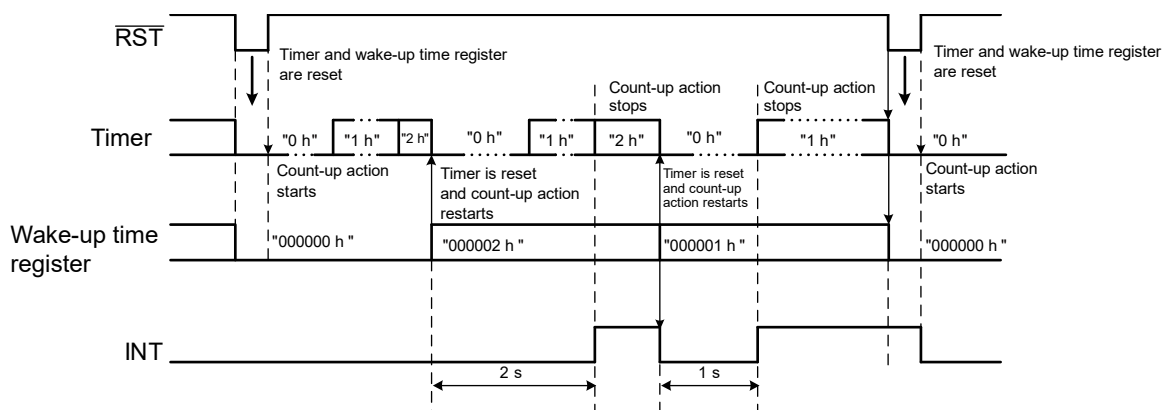 RST
Timer and wake-up time register
are reset
Timer and wake-up time register
are reset
Count-up action
stops
Count-up action
stops
Timer
"0 h"
"1 h"
"2 h"
"0 h"
"1 h"
"2 h"
"0 h"
"1 h"
"0 h"
Count-up action
starts
Timer is reset
and count-up action
restarts
Timer is reset
and count-up
action restarts
Count-up action
starts
Wake-up time
register
"000000 h "
"000002 h "
"000001 h "
"000000 h "
INT
2 s
1 s